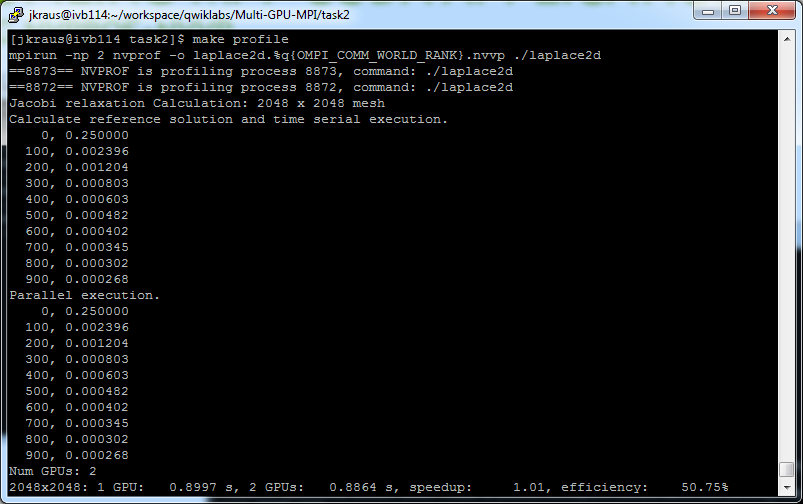 jkraus@ivb114:~/workspace/qwiklabs/Multi-GPU-MPI/task2
[jkraus@ivb114 task2]$ make profile
mpirun -np 2 nvprof -o laplace2d.%q{OMPI_COMM_WORLD_RANK}.nvvp ./laplace2d
==8873== NVPROF is profiling process 8873, command: ./laplace2d
==8872== NVPROF is profiling process 8872, command: ./laplace2d
Jacobi relaxation Calculation: 2048 x 2048 mesh
Calculate reference solution and time serial execution.
    0, 0.250000
  100, 0.002396
  200, 0.001204
  300, 0.000803
  400, 0.000603
  500, 0.000482
  600, 0.000402
  700, 0.000345
  800, 0.000302
  900, 0.000268
Parallel execution.
    0, 0.250000
  100, 0.002396
  200, 0.001204
  300, 0.000803
  400, 0.000603
  500, 0.000482
  600, 0.000402
  700, 0.000345
  800, 0.000302
  900, 0.000268
Num GPUs: 2
2048x2048: 1 GPU:   0.8997 s, 2 GPUs:   0.8864 s, speedup:     1.01, efficiency:    50.75%